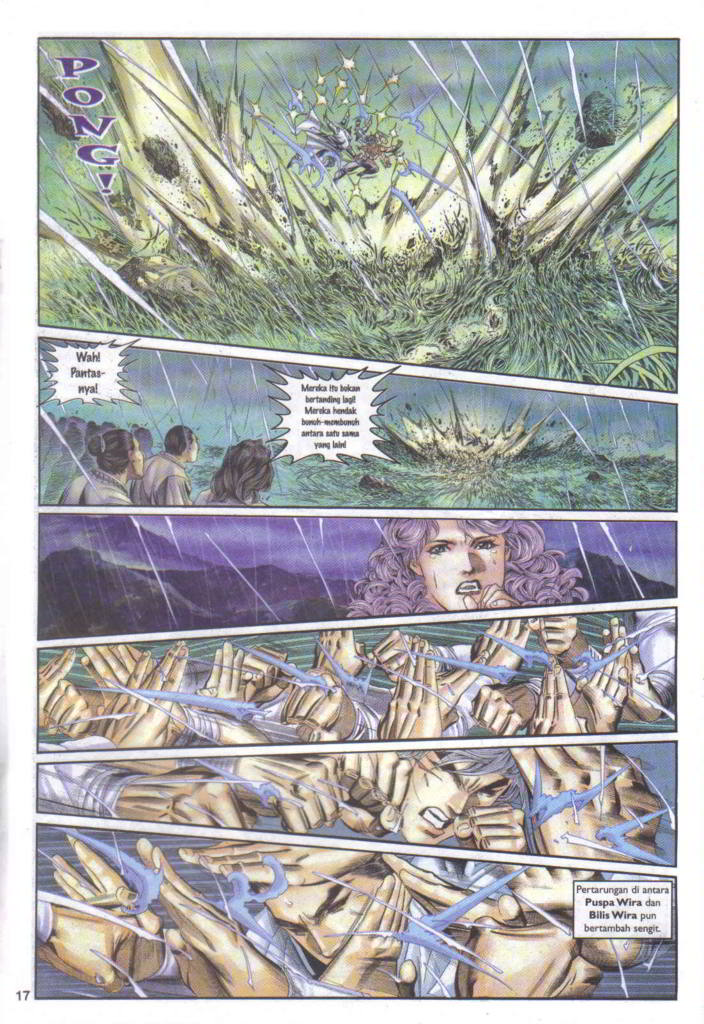 PONG!
Wah!
Pantas-
nya!
Mereka itu bukan
bertanding lagi!
Mereka hendak
bunuh-membunuh
antara satu sama
yang lain!
Pertarungan di antara
Puspa Wira dan
Bilis Wira pun
bertambah sengit.
17